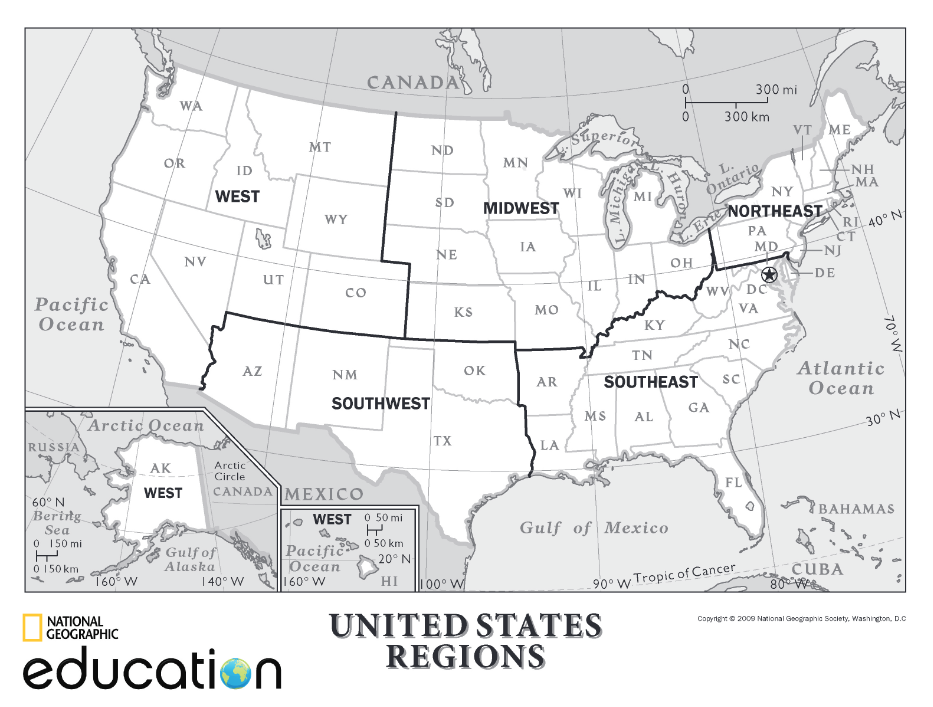 CANADA
0 300 mi
0 300 km
WA
MT
ND
MN
L. Superior
VT
ME
OR
ID
WEST
WY
SD
MIDWEST
WI
L. Michigan
MI
L. Huron
L. Ontario
L. Erie
NY
NORTHEAST
NH
MA
RI
CT
40° N
NJ
PA
MD
DE
DC
NE
IA
IL
IN
OH
WV
VA
CA
NV
UT
CO
KS
MO
KY
70° W
Pacific
Ocean
AZ
NM
SOUTHWEST
OK
TX
AR
TN
SOUTHEAST
NC
SC
MS
AL
GA
LA
FL
Atlantic
Ocean
30° N
Arctic Ocean
RUSSIA
AK
WEST
Arctic
Circle
CANADA
60° N
Bering
Sea
0 150 mi
0 150 km
Gulf of
Alaska
160° W
140° W
MEXICO
WEST
0 50 mi
0 50 km
Pacific
Ocean
20° N
160° W
HI
100° W
Gulf of Mexico
90° W
Tropic of Cancer
80° W
BAHAMAS
CUBA
NATIONAL
GEOGRAPHIC
education
UNITED STATES
REGIONS
Copyright © 2009 National Geographic Society, Washington, D.C